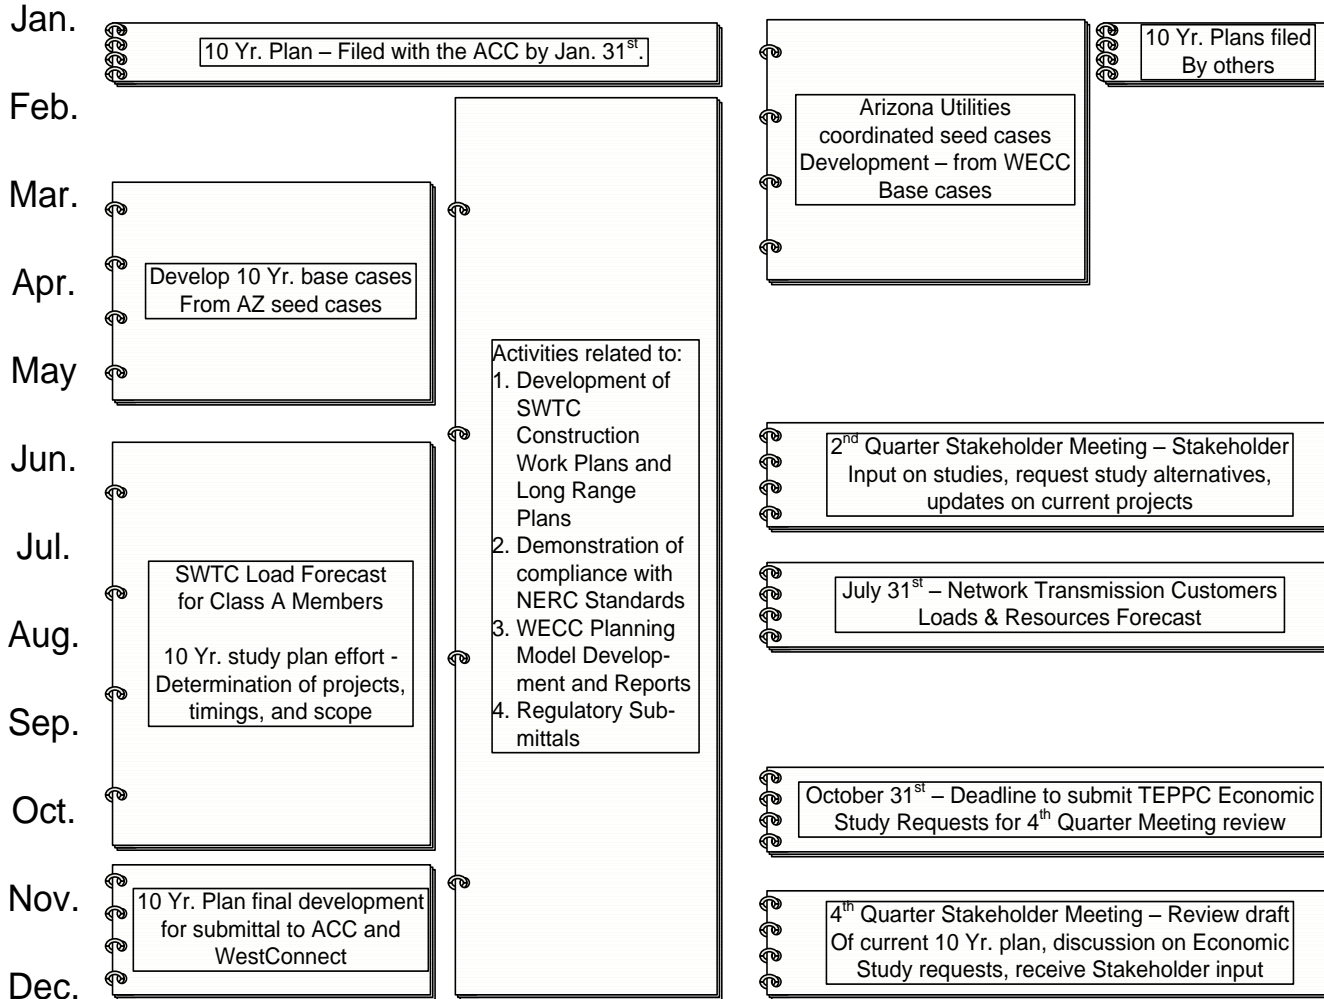 Jan.
Feb.
Mar.
Apr.
May
Jun.
Jul.
Aug.
Sep.
Oct.
Nov.
Dec.
10 Yr. Plan – Filed with the ACC by Jan. 31st.
Develop 10 Yr. base cases
From AZ seed cases
SWTC Load Forecast
for Class A Members
10 Yr. study plan effort -
Determination of projects,
timings, and scope
10 Yr. Plan final development
for submittal to ACC and
WestConnect
Activities related to:
1. Development of
SWTC
Construction
Work Plans and
Long Range
Plans
2. Demonstration of
compliance with
NERC Standards
3. WECC Planning
Model Develop-
ment and Reports
4. Regulatory Sub-
mittals
Arizona Utilities
coordinated seed cases
Development – from WECC
Base cases
10 Yr. Plans filed
By others
2nd Quarter Stakeholder Meeting – Stakeholder
Input on studies, request study alternatives,
updates on current projects
July 31st – Network Transmission Customers
Loads & Resources Forecast
October 31st – Deadline to submit TEPPC Economic
Study Requests for 4th Quarter Meeting review
4th Quarter Stakeholder Meeting – Review draft
Of current 10 Yr. plan, discussion on Economic
Study requests, receive Stakeholder input